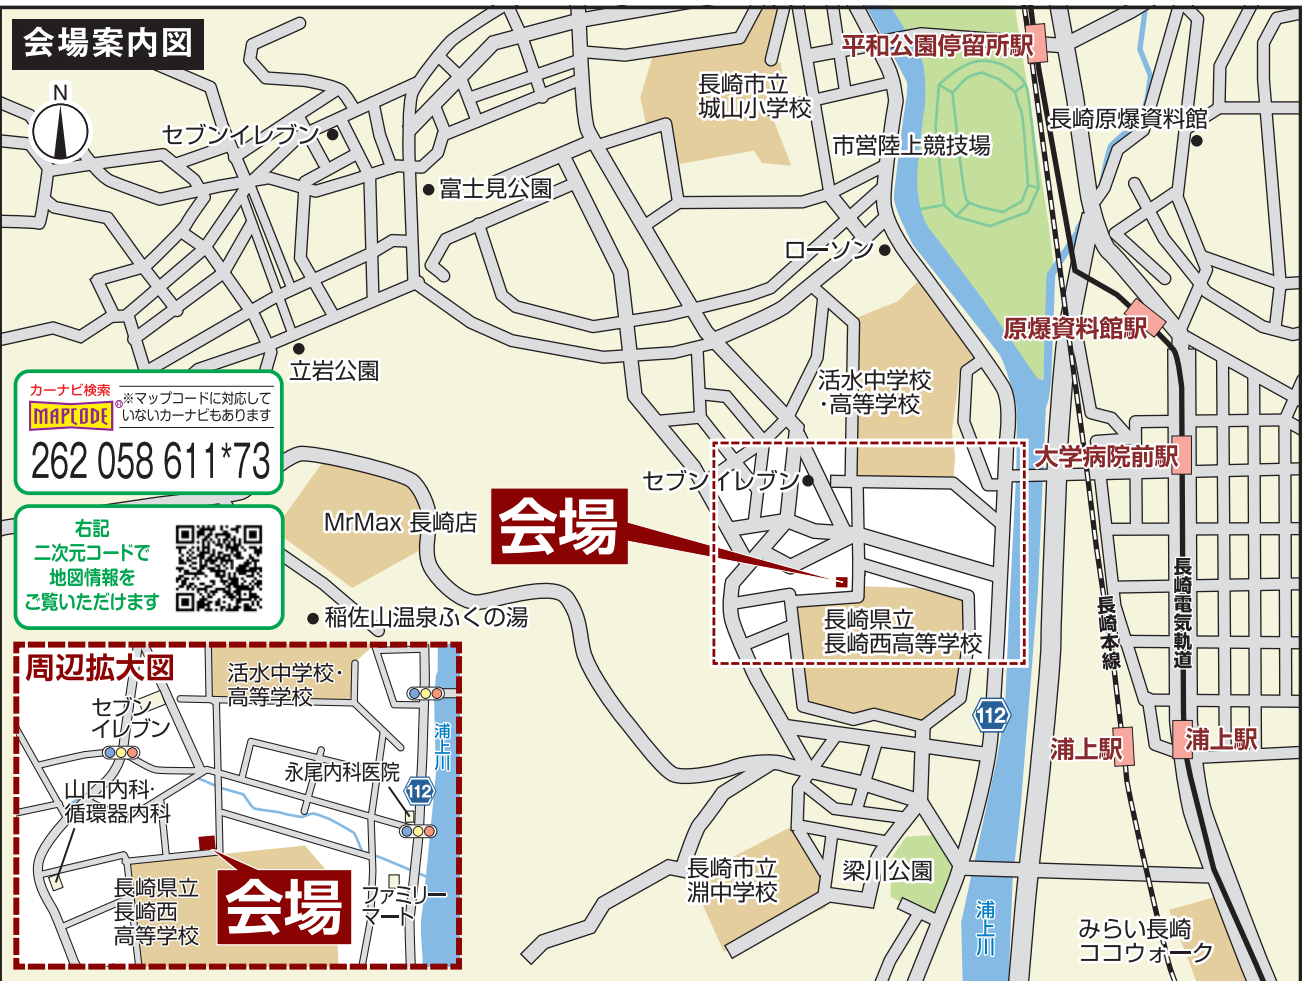 会場案内図
N
セブンイレブン
富士見公園
立岩公園
長崎市立
城山小学校
平和公園停留所駅
市営陸上競技場
長崎原爆資料館
ローソン
原爆資料館駅
活水中学校
・高等学校
大学病院前駅
カーナビ検索
MAPCODE
®
※マップコードに対応して
いないカーナビもあります
262 058 611*73
右記
二次元コードで
地図情報を
ご覧いただけます
MrMax 長崎店
稲佐山温泉ふくの湯
セブンイレブン
会場
長崎県立
長崎西高等学校
112
長崎本線
長崎電気軌道
浦上駅
浦上駅
長崎市立
淵中学校
梁川公園
浦上川
みらい長崎
ココウォーク
周辺拡大図
活水中学校・
高等学校
セブン
イレブン
浦上川
永尾内科医院
112
山口内科・
循環器内科
長崎県立
長崎西
高等学校
会場
ファミリー
マート